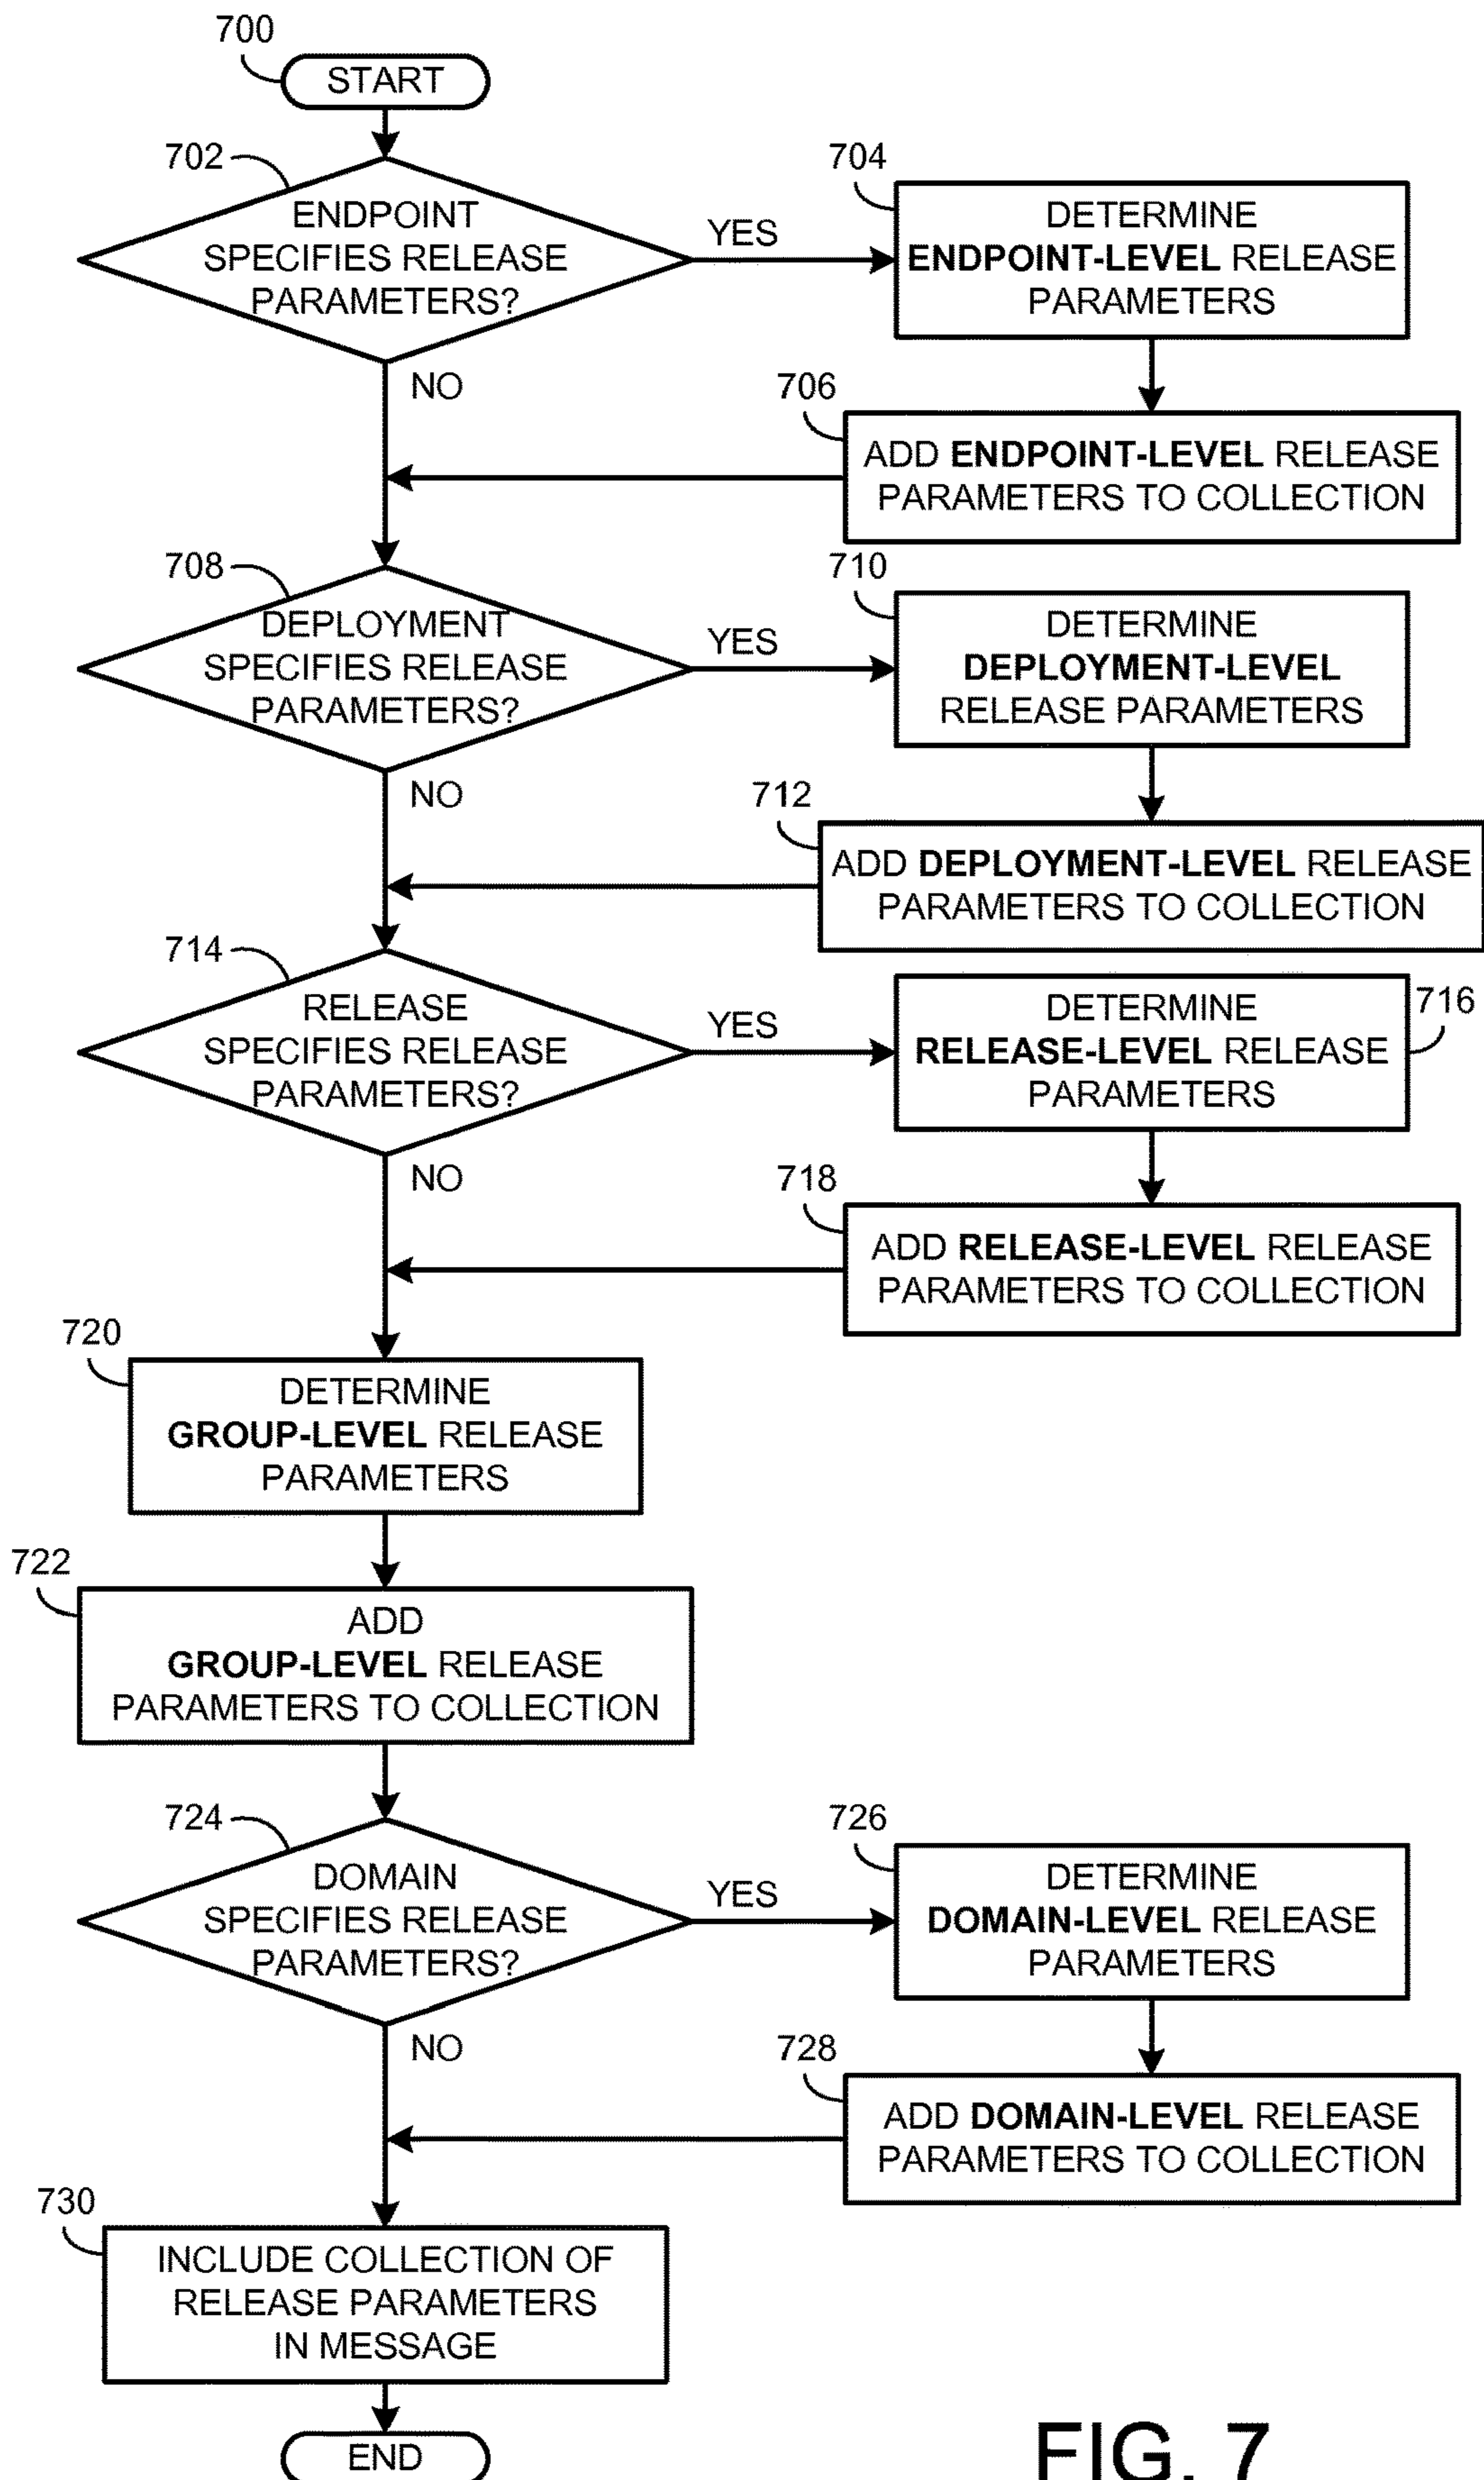 700
START
702
ENDPOINT
SPECIFIES RELEASE
PARAMETERS?
YES
NO
704
DETERMINE
ENDPOINT-LEVEL RELEASE
PARAMETERS
706
ADD ENDPOINT-LEVEL RELEASE
PARAMETERS TO COLLECTION
708
DEPLOYMENT
SPECIFIES RELEASE
PARAMETERS?
YES
NO
710
DETERMINE
DEPLOYMENT-LEVEL
RELEASE PARAMETERS
712
ADD DEPLOYMENT-LEVEL RELEASE
PARAMETERS TO COLLECTION
714
RELEASE
SPECIFIES RELEASE
PARAMETERS?
YES
NO
716
DETERMINE
RELEASE-LEVEL RELEASE
PARAMETERS
718
ADD RELEASE-LEVEL RELEASE
PARAMETERS TO COLLECTION
720
DETERMINE
GROUP-LEVEL RELEASE
PARAMETERS
722
ADD
GROUP-LEVEL RELEASE
PARAMETERS TO COLLECTION
724
DOMAIN
SPECIFIES RELEASE
PARAMETERS?
YES
NO
726
DETERMINE
DOMAIN-LEVEL RELEASE
PARAMETERS
728
ADD DOMAIN-LEVEL RELEASE
PARAMETERS TO COLLECTION
730
INCLUDE COLLECTION OF
RELEASE PARAMETERS
IN MESSAGE
END
FIG. 7